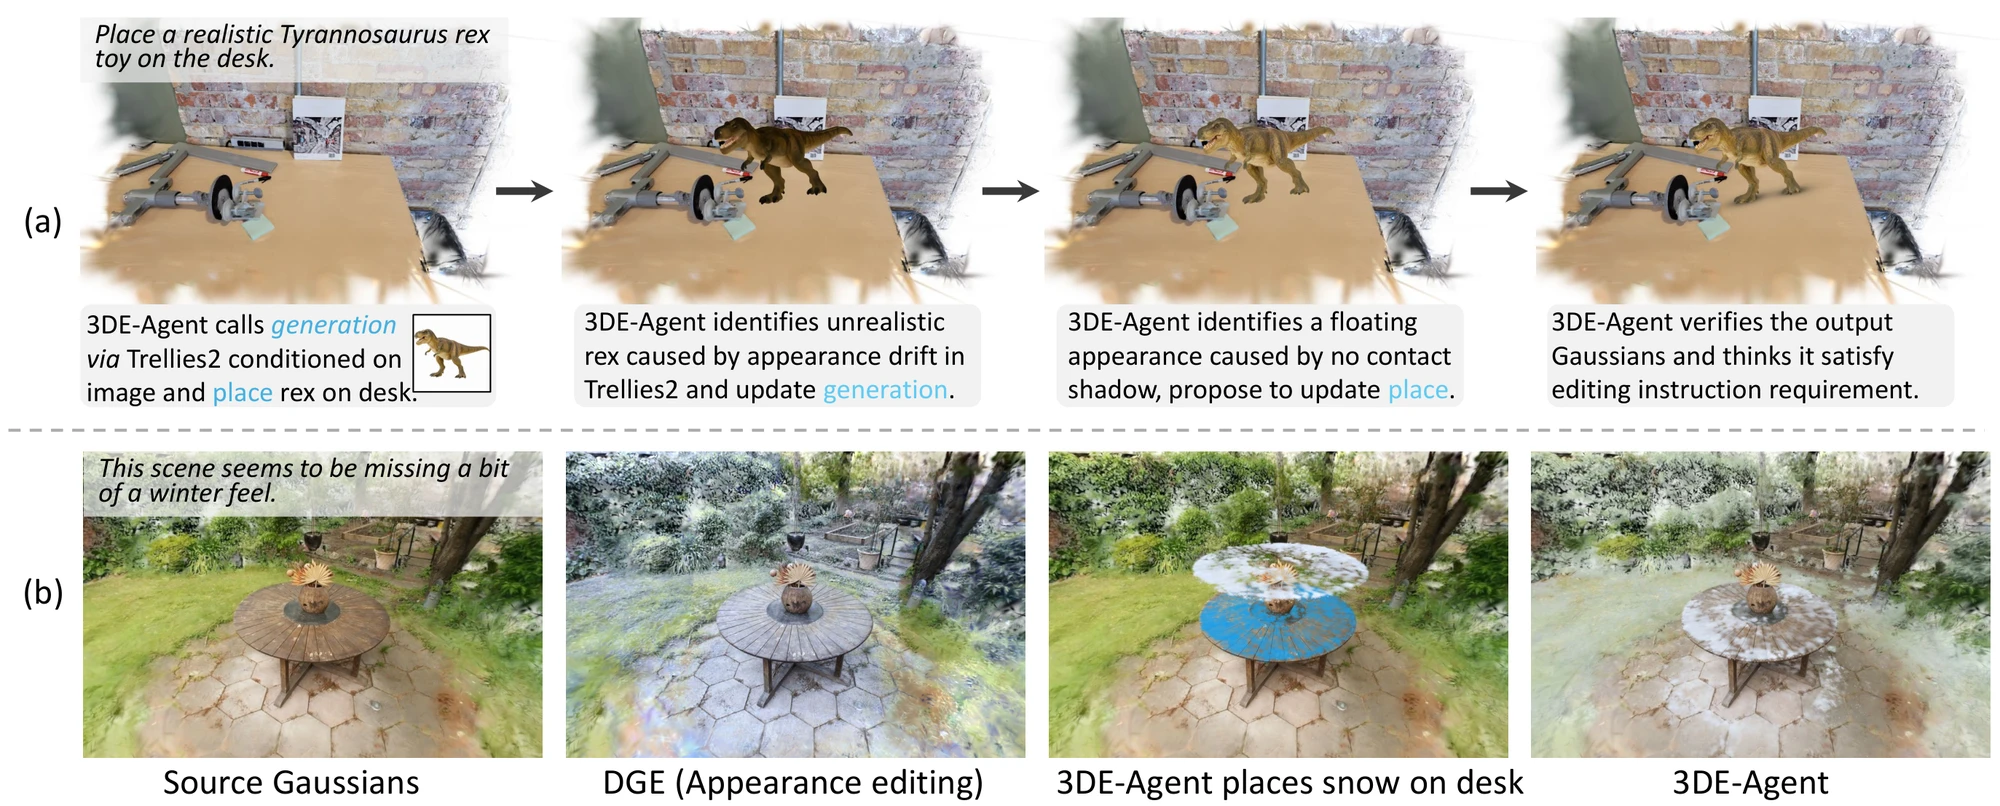 Place a realistic Tyrannosaurus rex
toy on the desk.
(a)
3DE-Agent calls generation
via Trellies2 conditioned on
image and place rex on desk.
3DE-Agent identifies unrealistic
rex caused by appearance drift in
Trellies2 and update generation.
3DE-Agent identifies a floating
appearance caused by no contact
shadow, propose to update place.
3DE-Agent verifies the output
Gaussians and thinks it satisfy
editing instruction requirement.
This scene seems to be missing a bit
of a winter feel.
(b)
Source Gaussians
DGE (Appearance editing)
3DE-Agent places snow on desk
3DE-Agent